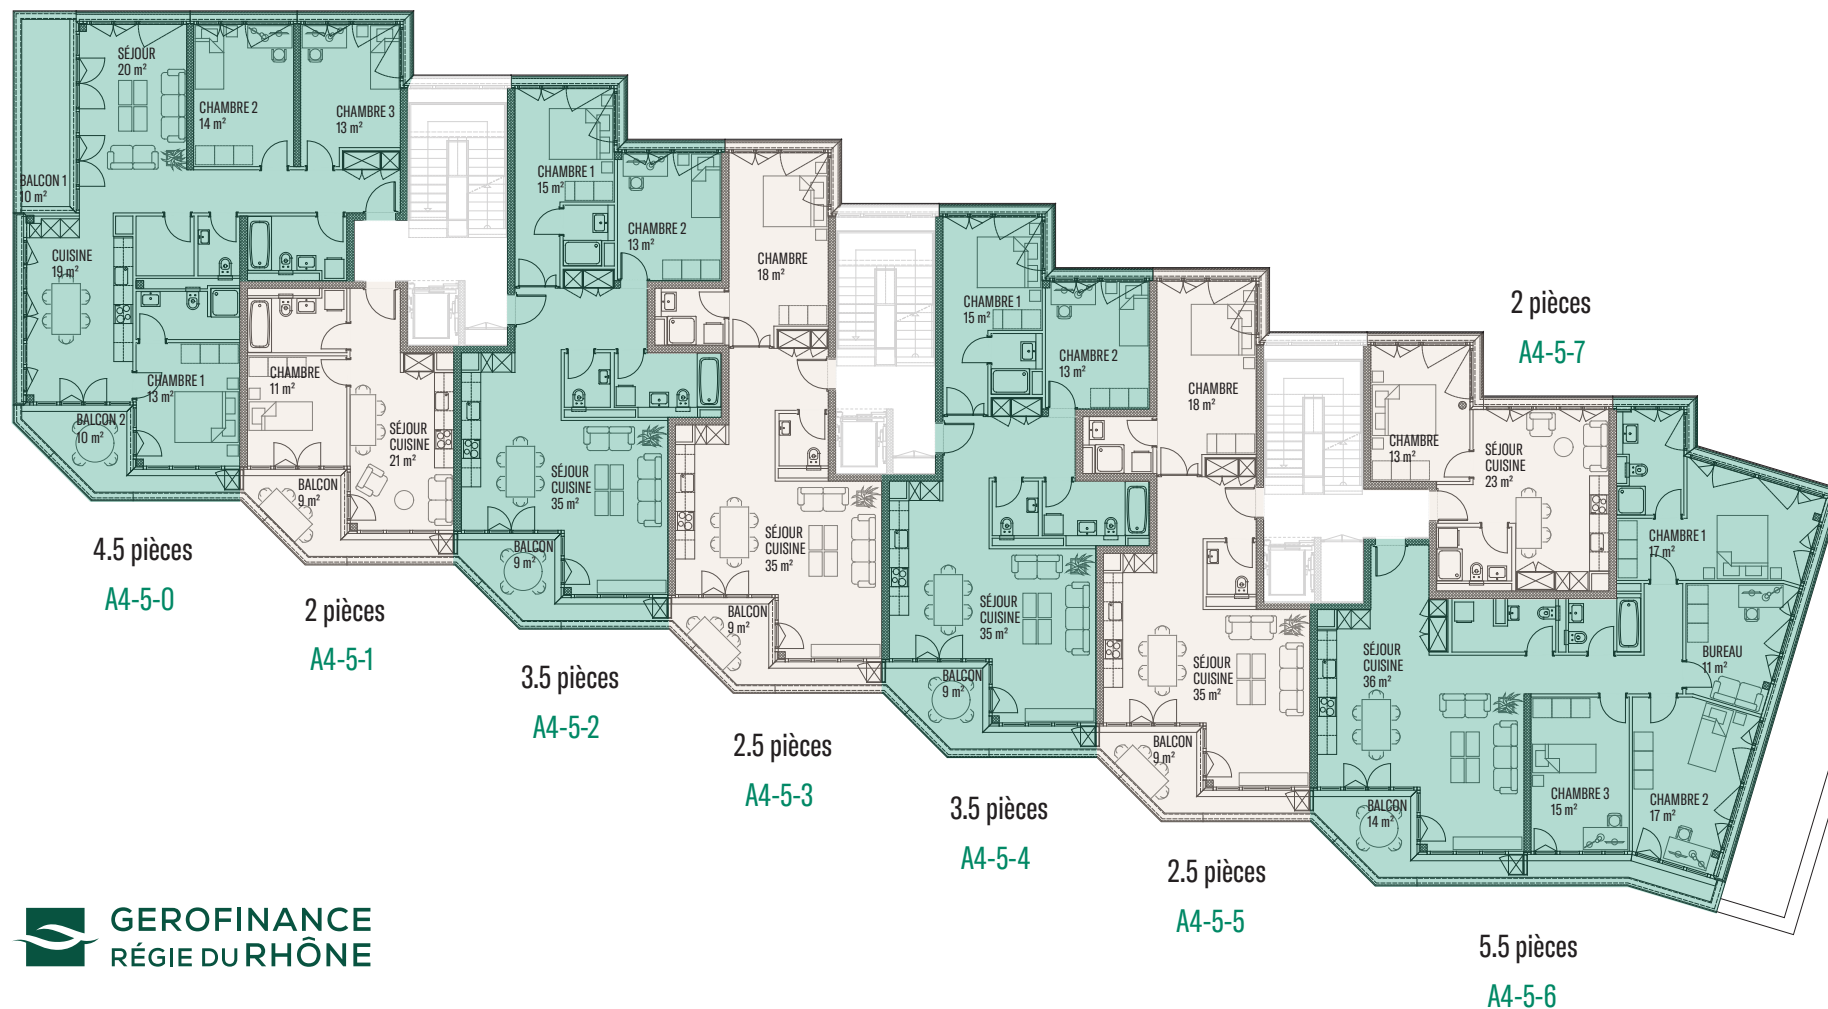 SÉJOUR
20 m²
CHAMBRE 2
14 m²
CHAMBRE 3
13 m²
BALCON 1
10 m²
CUISINE
19 m²
CHAMBRE 1
13 m²
BALCON 2
10 m²
4.5 pièces
A4-5-0
CHAMBRE
11 m²
SÉJOUR
CUISINE
21 m²
BALCON
9 m²
2 pièces
A4-5-1
CHAMBRE 1
15 m²
CHAMBRE 2
13 m²
SÉJOUR
CUISINE
35 m²
BALCON
9 m²
3.5 pièces
A4-5-2
CHAMBRE
18 m²
SÉJOUR
CUISINE
35 m²
BALCON
9 m²
2.5 pièces
A4-5-3
CHAMBRE 1
15 m²
CHAMBRE 2
13 m²
SÉJOUR
CUISINE
35 m²
BALCON
9 m²
3.5 pièces
A4-5-4
CHAMBRE
18 m²
SÉJOUR
CUISINE
35 m²
BALCON
9 m²
2.5 pièces
A4-5-5
2 pièces
A4-5-7
CHAMBRE
13 m²
SÉJOUR
CUISINE
23 m²
CHAMBRE 1
17 m²
BUREAU
11 m²
SÉJOUR
CUISINE
36 m²
CHAMBRE 3
15 m²
CHAMBRE 2
17 m²
BALCON
14 m²
5.5 pièces
A4-5-6
GEROFINANCE
RÉGIE DU RHÔNE